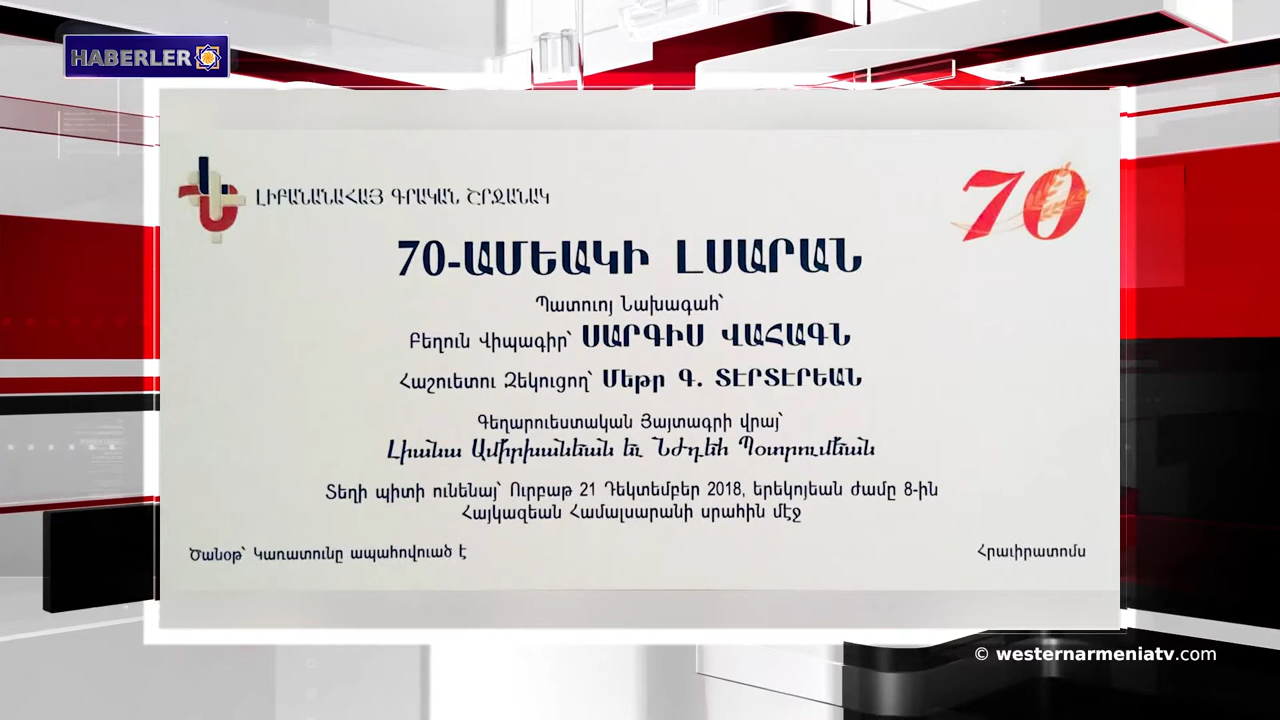 HABERLER
ԼԻԲԱՆԱՆԱՀԱՅ ԳՐԱԿԱՆ ՇՐՋԱՆԱԿ
70
70-ԱՄԵԱԿԻ ԼՍԱՐԱՆ
Պատուոյ Նախագահ՝
Բեղուն Վիպագիր՝ ՍԱՐԳԻՍ ՎԱՀԱԳՆ
Հաշուետու Զեկուցող՝ Մեթր Գ. ՏԷՐՏԷՐԵԱՆ
Գեղարուեստական Յայտագրի վրայ՝
Լիանա Ամիրխանեան եւ Նժդեհ Պօտրումեան
Տեղի պիտի ունենայ՝ Ուրբաթ 21 Դեկտեմբեր 2018, երեկոյեան ժամը 8-ին
Հայկազեան Համալսարանի սրահին մէջ
Ծանօթ՝ Կառատունը ապահովուած է
Հրաւիրատոմս
© westernarmeniatv.com